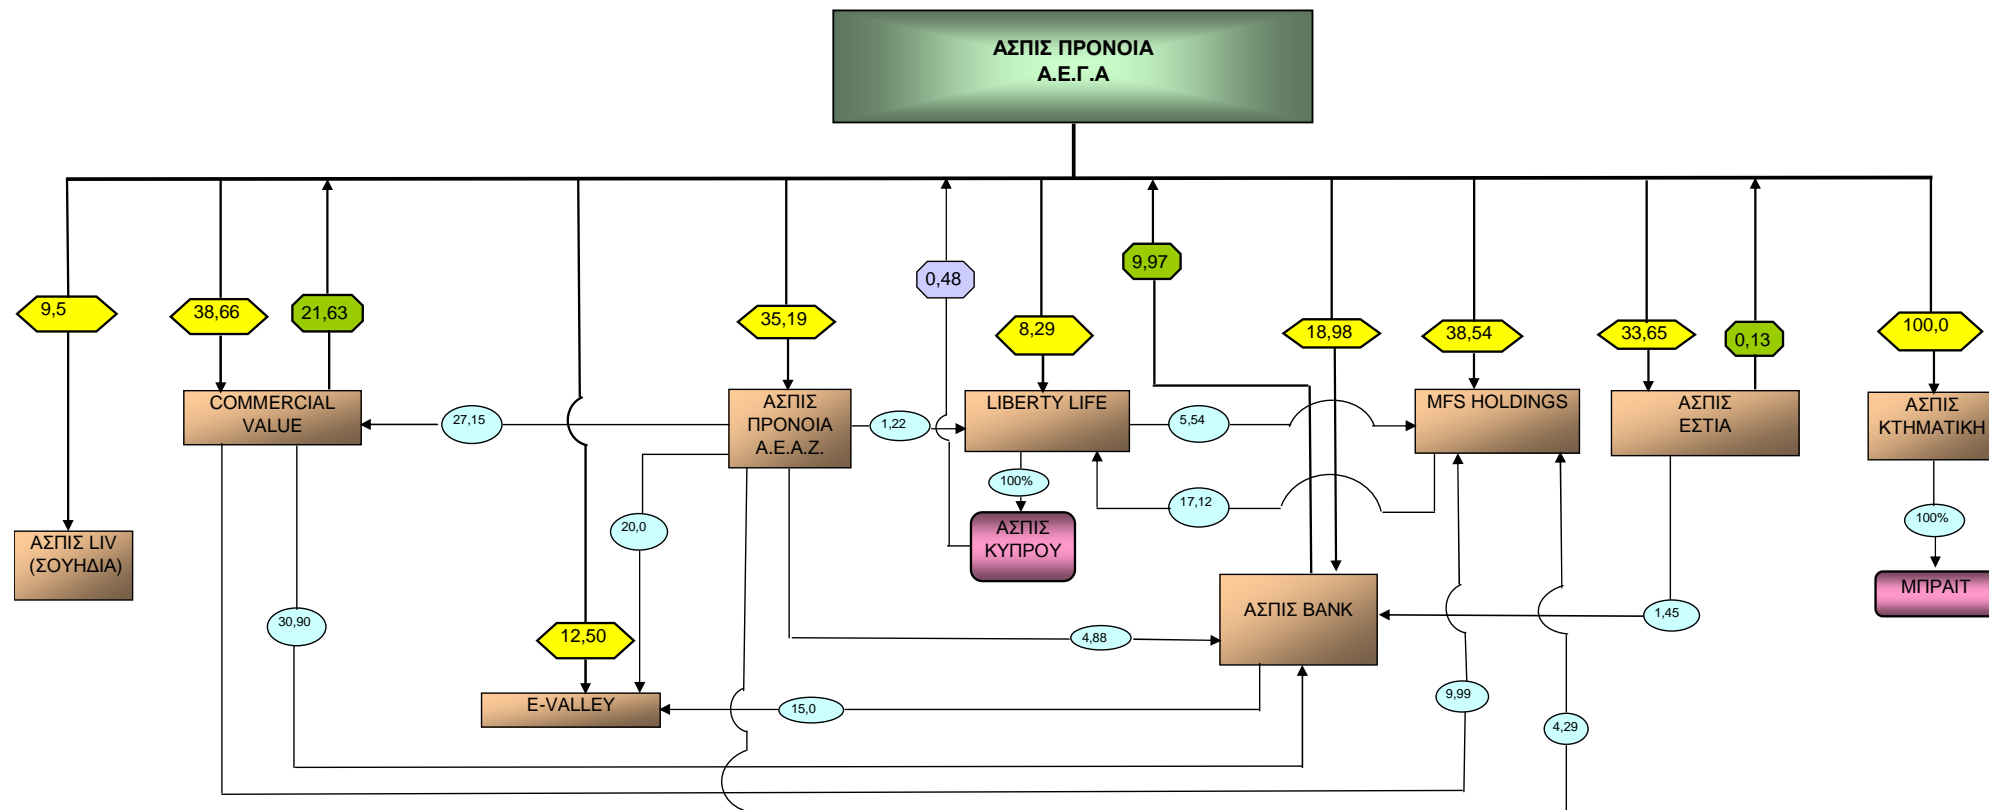 ΑΣΠΙΣ ΠΡΟΝΟΙΑ
Α.Ε.Γ.Α
9,97
0,48
9,5
38,66
21,63
35,19
8,29
18,98
38,54
33,65
0,13
100,0
COMMERCIAL
VALUE
27,15
ΑΣΠΙΣ
ΠΡΟΝΟΙΑ
Α.Ε.Α.Ζ.
1,22
LIBERTY LIFE
5,54
MFS HOLDINGS
ΑΣΠΙΣ
ΕΣΤΙΑ
ΑΣΠΙΣ
ΚΤΗΜΑΤΙΚΗ
100%
17,12
20,0
100%
ΑΣΠΙΣ LIV
(ΣΟΥΗΔΙΑ)
ΑΣΠΙΣ
ΚΥΠΡΟΥ
ΜΠΡΑΙΤ
30,90
12,50
4,88
ΑΣΠΙΣ BANK
1,45
E-VALLEY
15,0
9,99
4,29